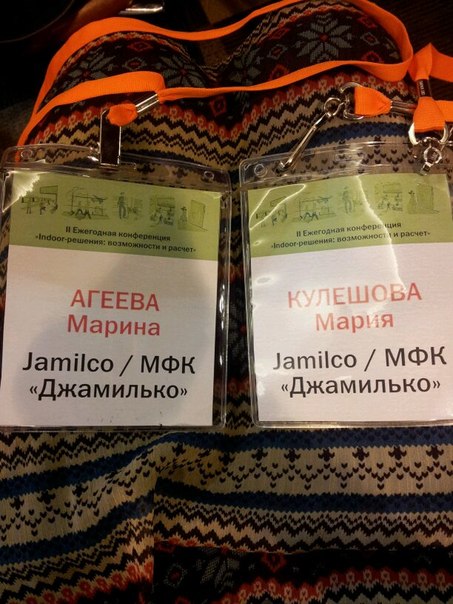 II Ежегодная конференция
«Indoor-решения: возможности и расчет»
АГЕЕВА
Марина
Jamilco / МФК
«Джамилько»
II Ежегодная конференция
«Indoor-решения: возможности и расчет»
КУЛЕШОВА
Мария
Jamilco / МФК
«Джамилько»